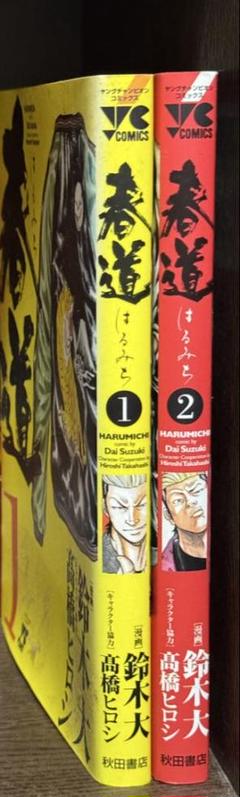 ヤングチャンピオン
コミックス
YC
COMICS
春道
はるみち
1
HARUMICHI
comic by
Dai Suzuki
Character Cooperation by
Hiroshi Takahashi
[漫画]
鈴木大
[キャラクター協力]
髙橋ヒロシ
秋田書店
ヤングチャンピオン
コミックス
YC
COMICS
春道
はるみち
2
HARUMICHI
comic by
Dai Suzuki
Character Cooperation by
Hiroshi Takahashi
[漫画]
鈴木大
[キャラクター協力]
髙橋ヒロシ
秋田書店
春道
鈴木大
髙橋ヒロシ